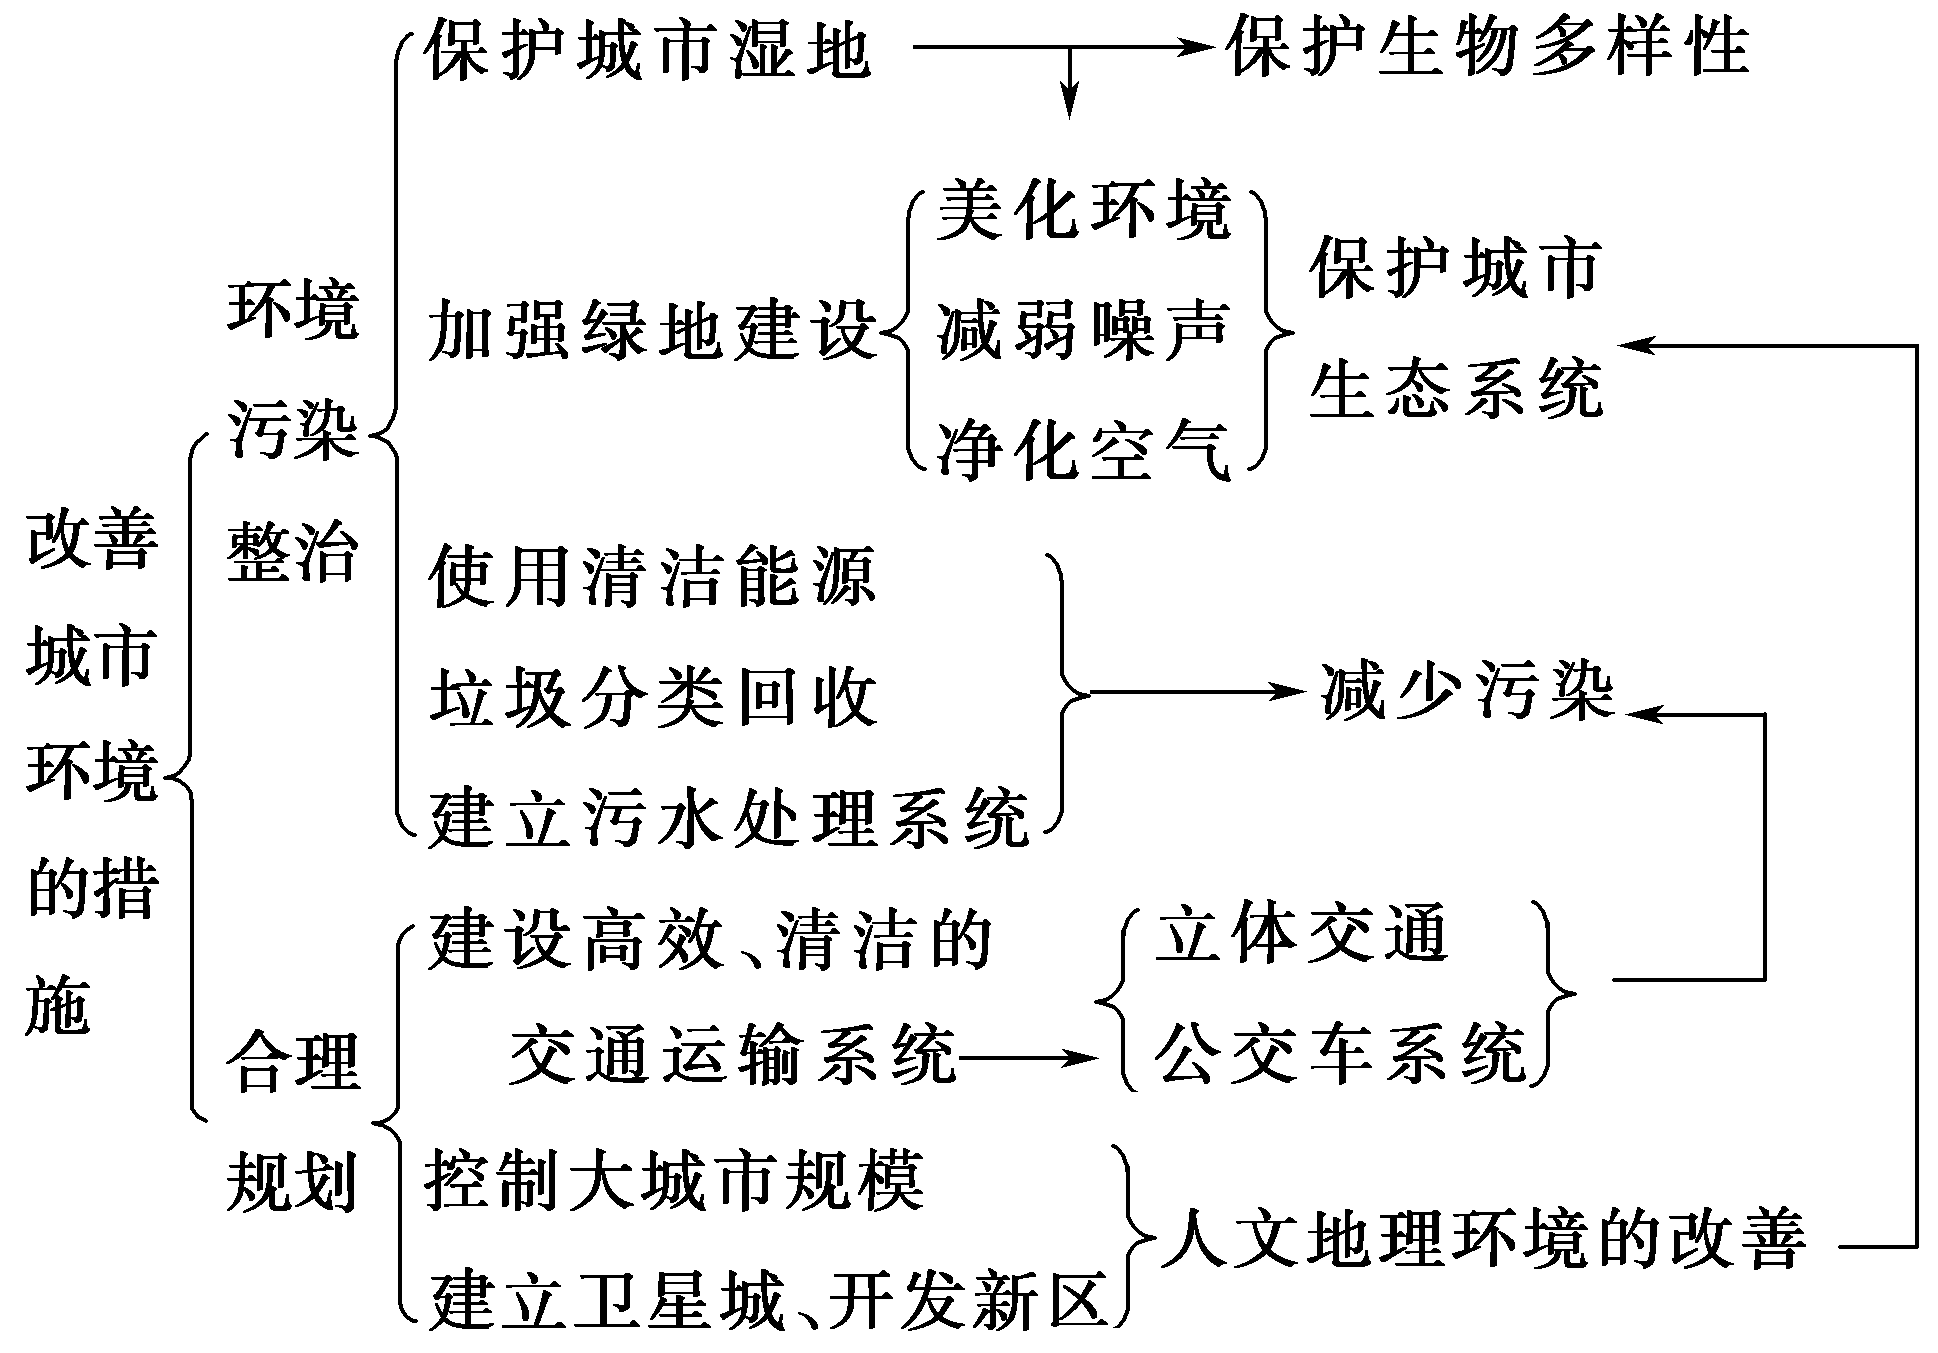 改善
城市
环境
的措
施
环境
污染
整治
保护城市湿地
保护生物多样性
加强绿地建设
美化环境
减弱噪声
净化空气
保护城市
生态系统
使用清洁能源
垃圾分类回收
建立污水处理系统
减少污染
合理
规划
建设高效、清洁的
交通运输系统
立体交通
公交车系统
控制大城市规模
建立卫星城、开发新区
人文地理环境的改善